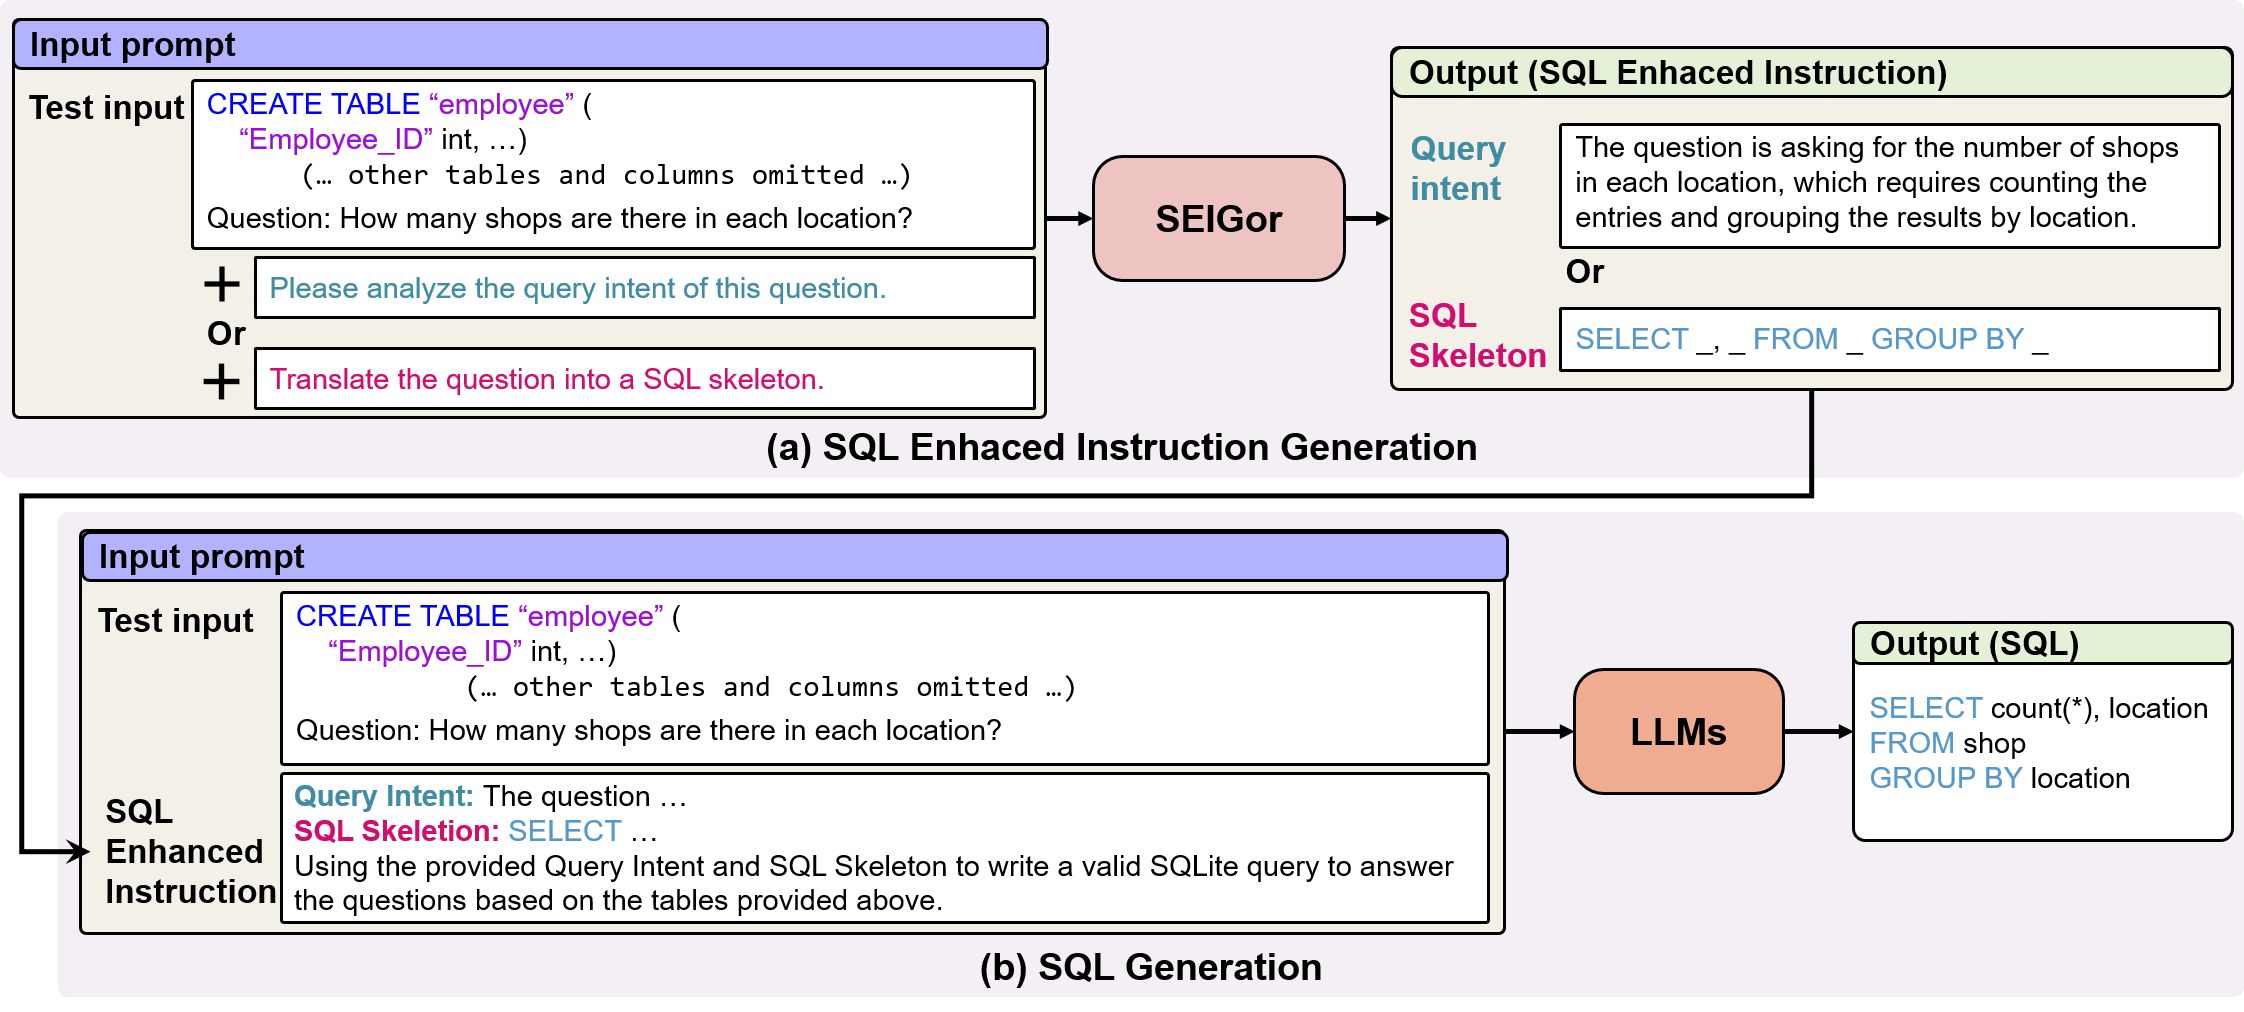 Input prompt
Test input
CREATE TABLE “employee” (
“Employee_ID” int, …)
(… other tables and columns omitted …)
Question: How many shops are there in each location?
+
Please analyze the query intent of this question.
Or
+
Translate the question into a SQL skeleton.
SEIGor
Output (SQL Enhaced Instruction)
Query
intent
The question is asking for the number of shops
in each location, which requires counting the
entries and grouping the results by location.
Or
SQL
Skeleton
SELECT _, _ FROM _ GROUP BY _
(a) SQL Enhaced Instruction Generation
Input prompt
Test input
CREATE TABLE “employee” (
“Employee_ID” int, …)
(… other tables and columns omitted …)
Question: How many shops are there in each location?
SQL
Enhanced
Instruction
Query Intent: The question …
SQL Skeletion: SELECT …
Using the provided Query Intent and SQL Skeleton to write a valid SQLite query to answer
the questions based on the tables provided above.
LLMs
Output (SQL)
SELECT count(*), location
FROM shop
GROUP BY location
(b) SQL Generation